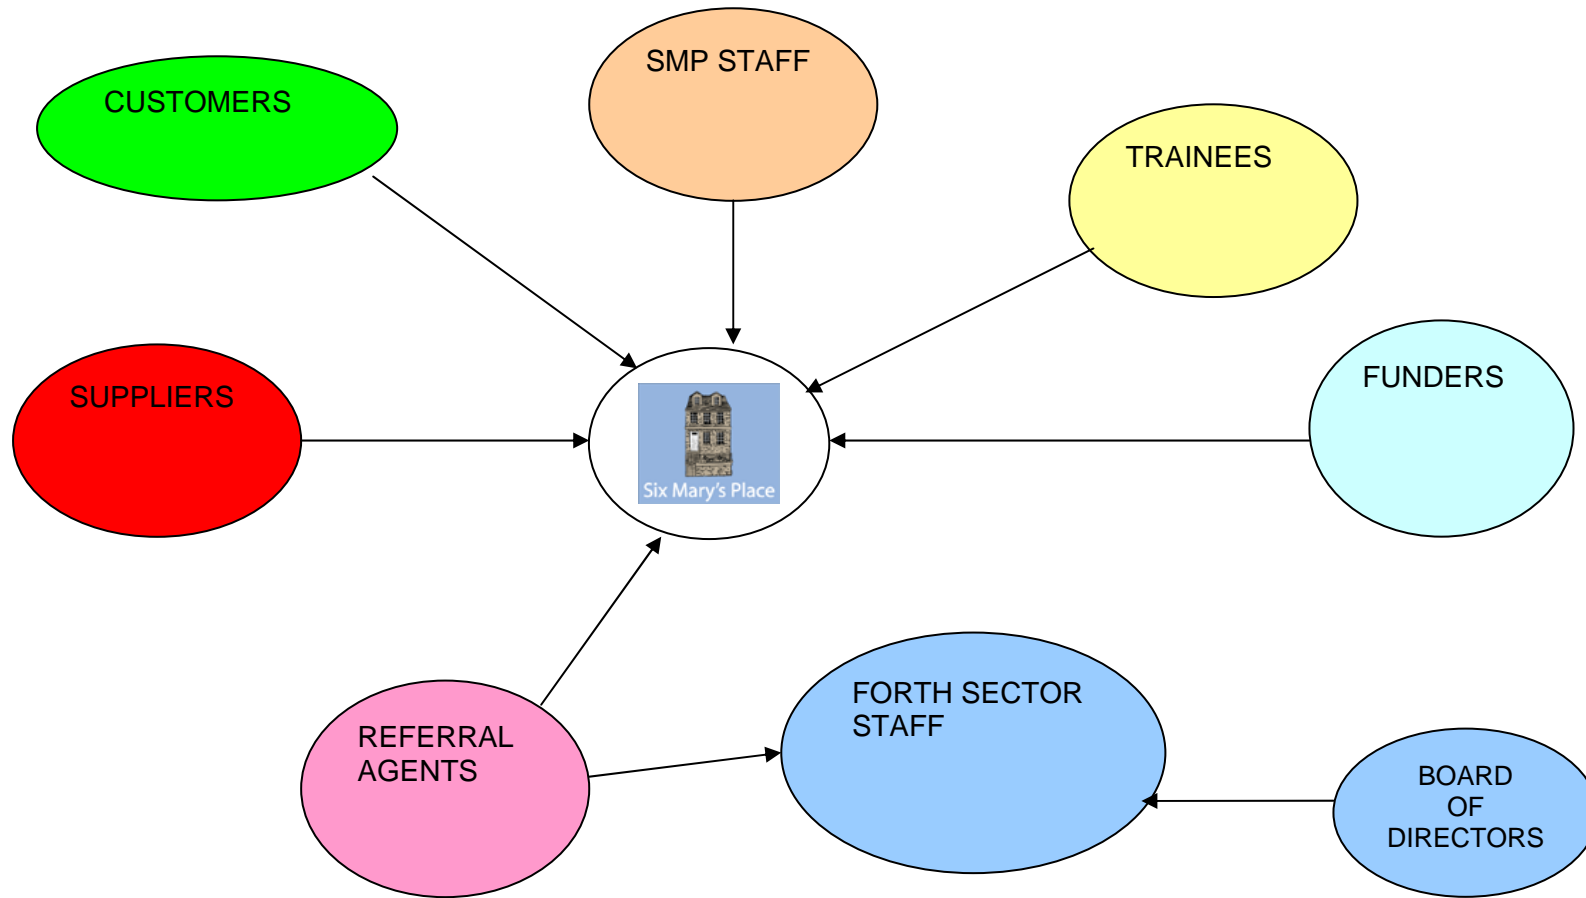 SMP STAFF
CUSTOMERS
TRAINEES
FUNDERS
SUPPLIERS
Six Mary's Place
FORTH SECTOR
STAFF
REFERRAL
AGENTS
BOARD
OF
DIRECTORS